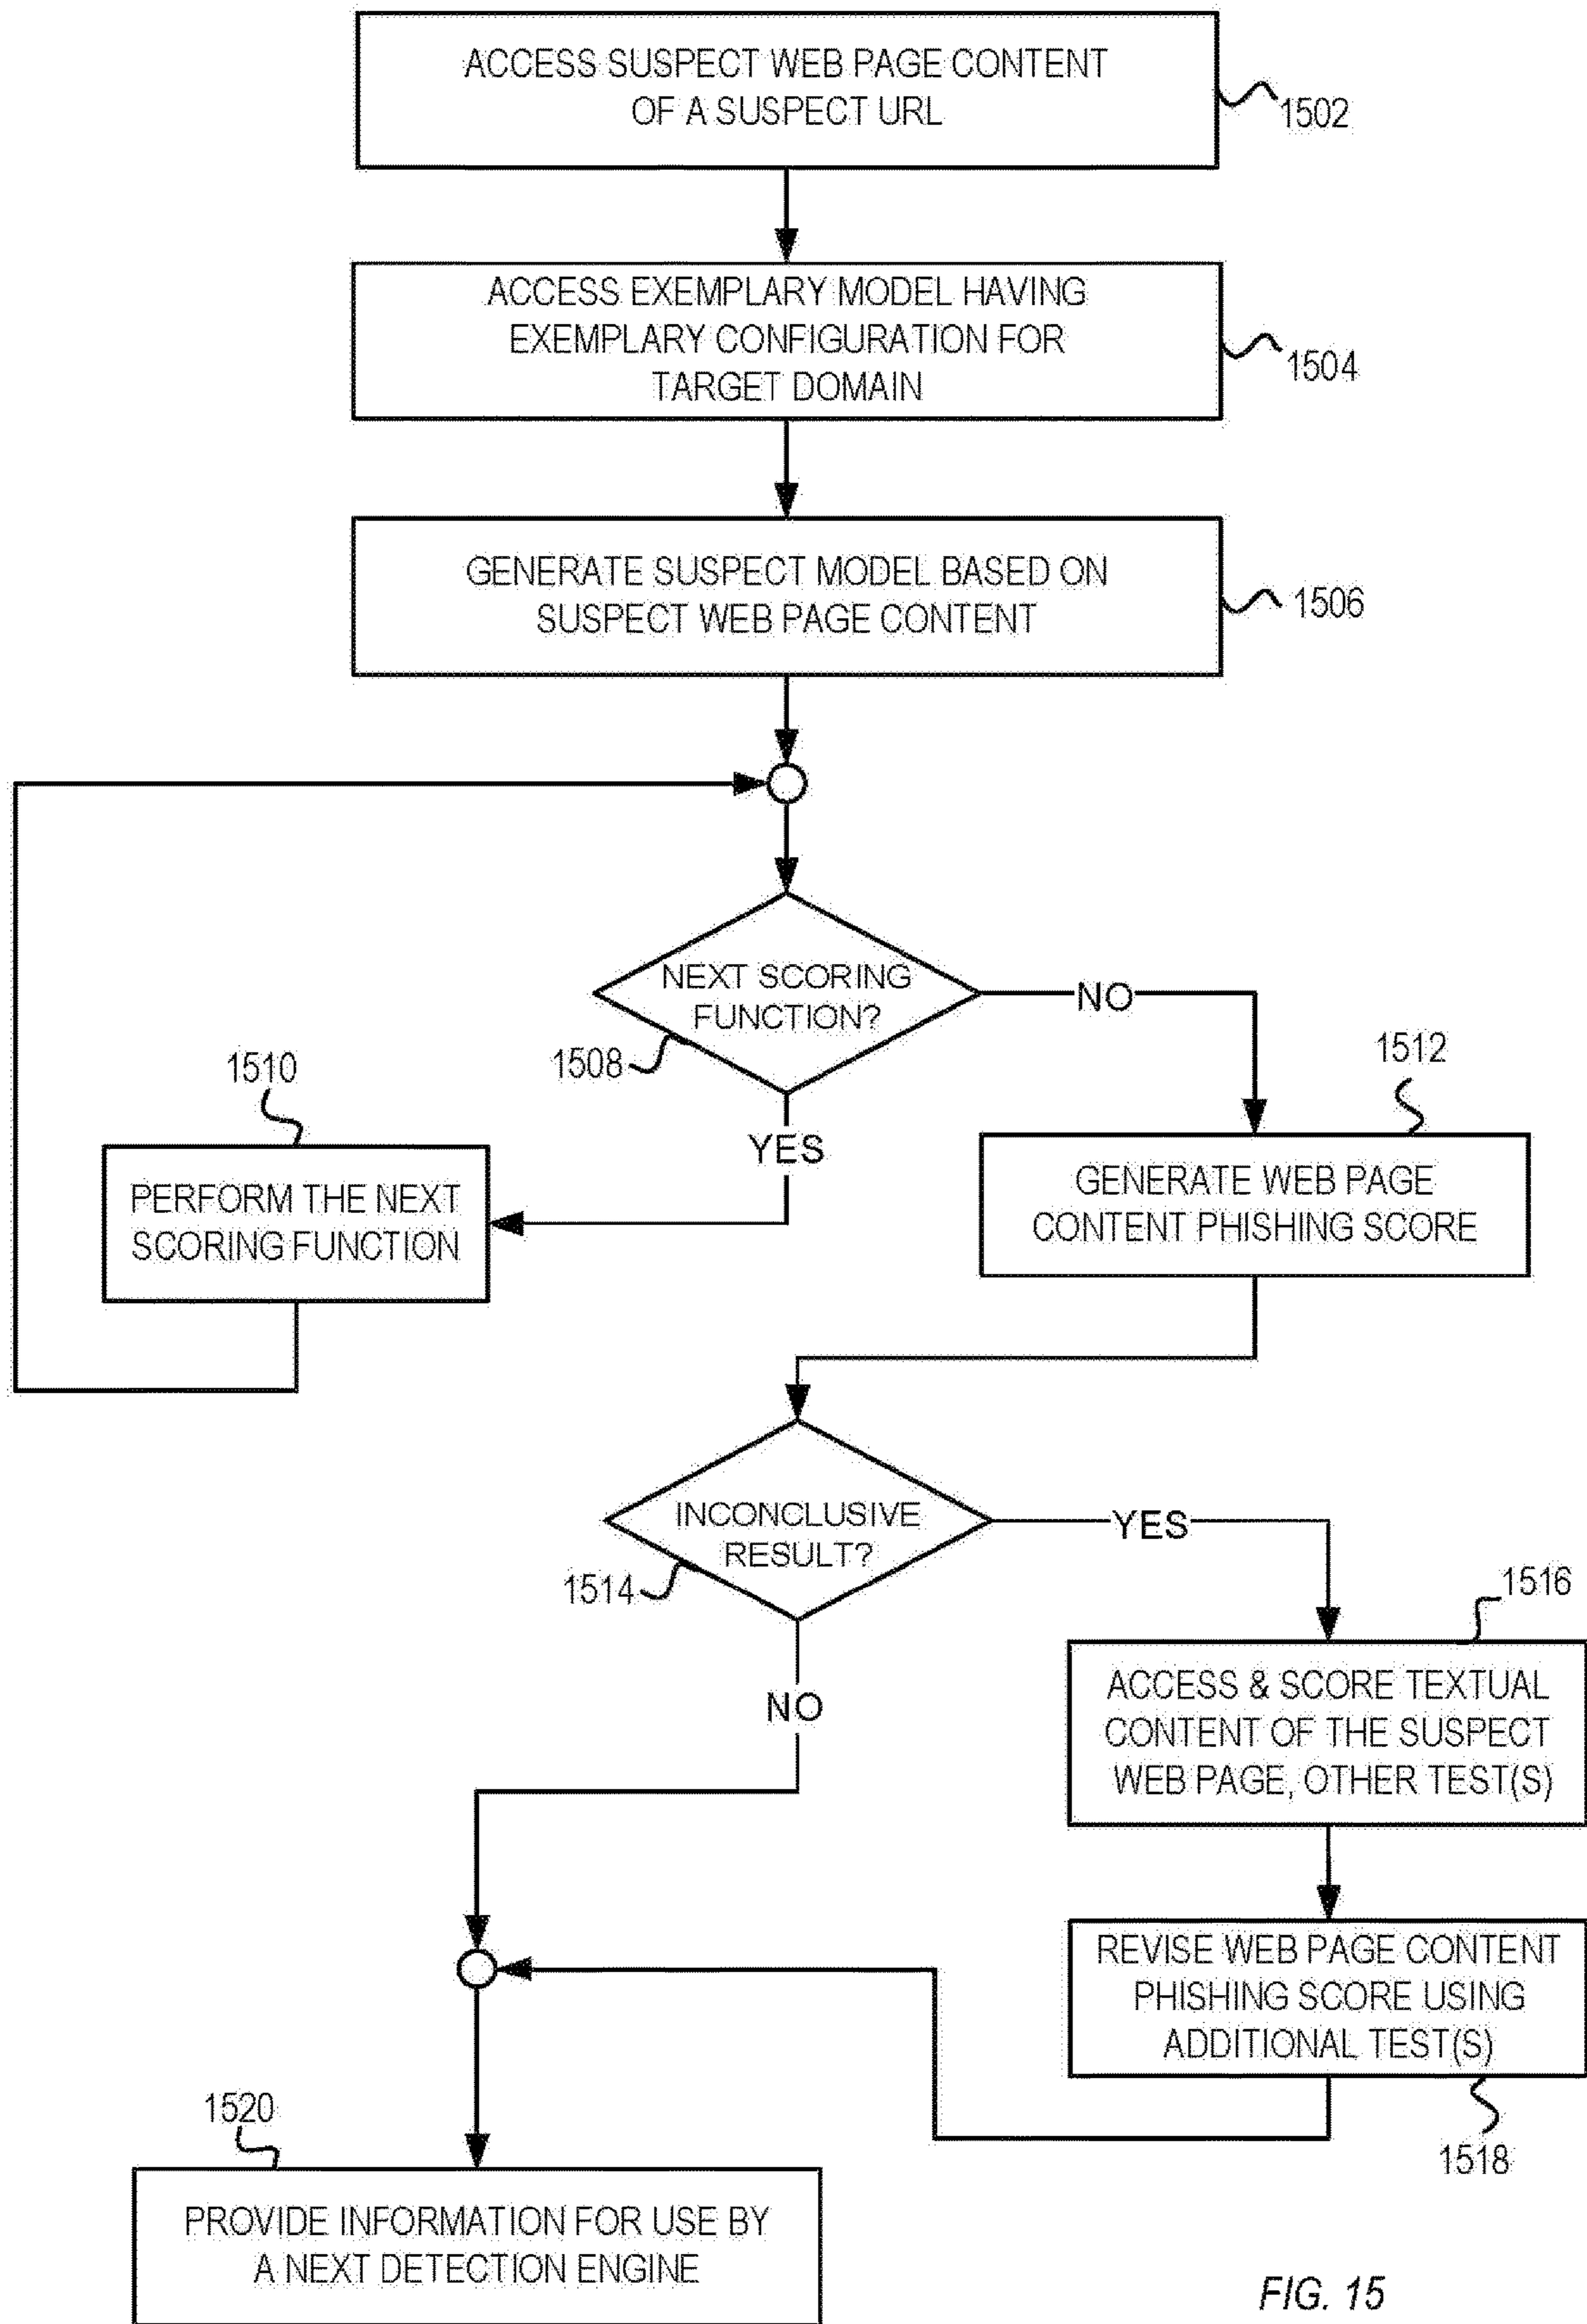 ACCESS SUSPECT WEB PAGE CONTENT
OF A SUSPECT URL
1502
ACCESS EXEMPLARY MODEL HAVING
EXEMPLARY CONFIGURATION FOR
TARGET DOMAIN
1504
GENERATE SUSPECT MODEL BASED ON
SUSPECT WEB PAGE CONTENT
1506
NEXT SCORING
FUNCTION?
1508
NO
YES
1510
PERFORM THE NEXT
SCORING FUNCTION
1512
GENERATE WEB PAGE
CONTENT PHISHING SCORE
INCONCLUSIVE
RESULT?
1514
YES
NO
1516
ACCESS & SCORE TEXTUAL
CONTENT OF THE SUSPECT
WEB PAGE, OTHER TEST(S)
REVISE WEB PAGE CONTENT
PHISHING SCORE USING
ADDITIONAL TEST(S)
1518
1520
PROVIDE INFORMATION FOR USE BY
A NEXT DETECTION ENGINE
FIG. 15